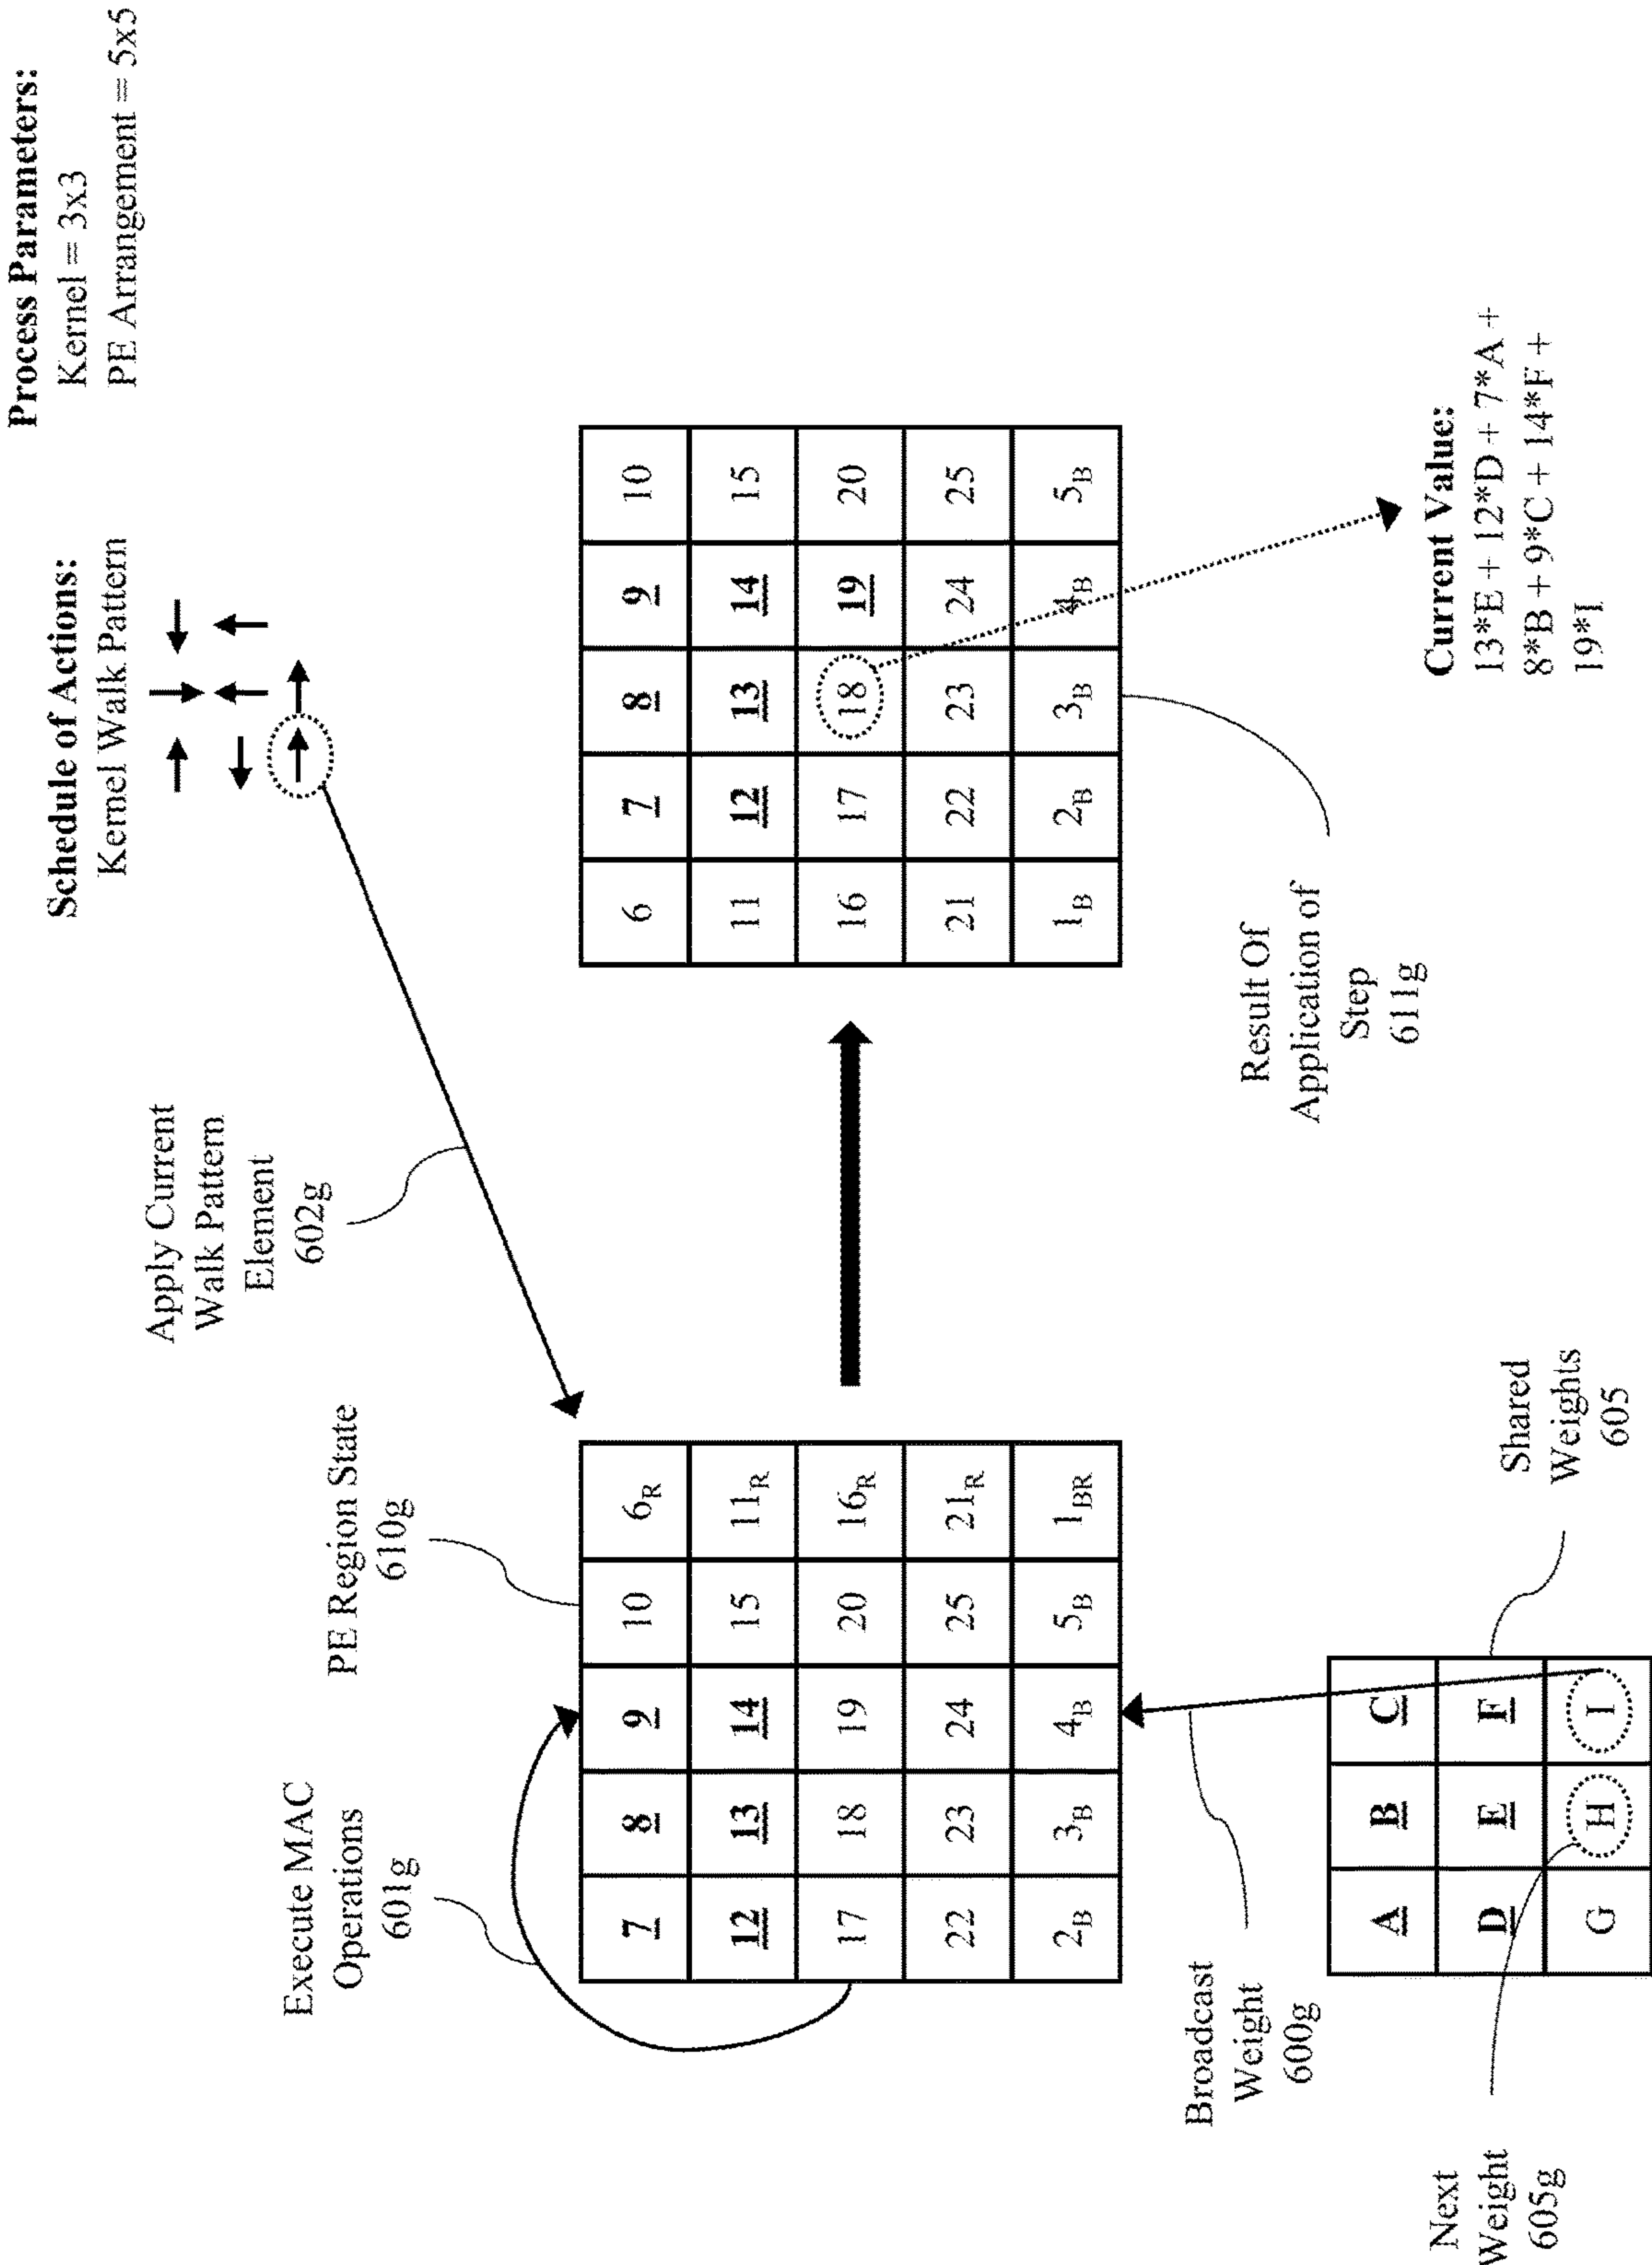 Process Parameters:
Kernel = 3x3
PE Arrangement = 5x5
Schedule of Actions:
Kernel Walk Pattern
Apply Current
Walk Pattern
Element
602g
Execute MAC
Operations
601g
PE Region State
610g
7 8 9 10 6R
12 13 14 15 11R
17 18 19 20 16R
22 23 24 25 21R
2B 3B 4B 5B 1BR
6 7 8 9 10
11 12 13 14 15
16 17 18 19 20
21 22 23 24 25
1B 2B 3B 4B 5B
Broadcast
Weight
600g
Result Of
Application of
Step
611g
Current Value:
13*E + 12*D + 7*A +
8*B + 9*C + 14*F +
19*I
Next
Weight
605g
A B C
D E F
G H I
Shared
Weights
605